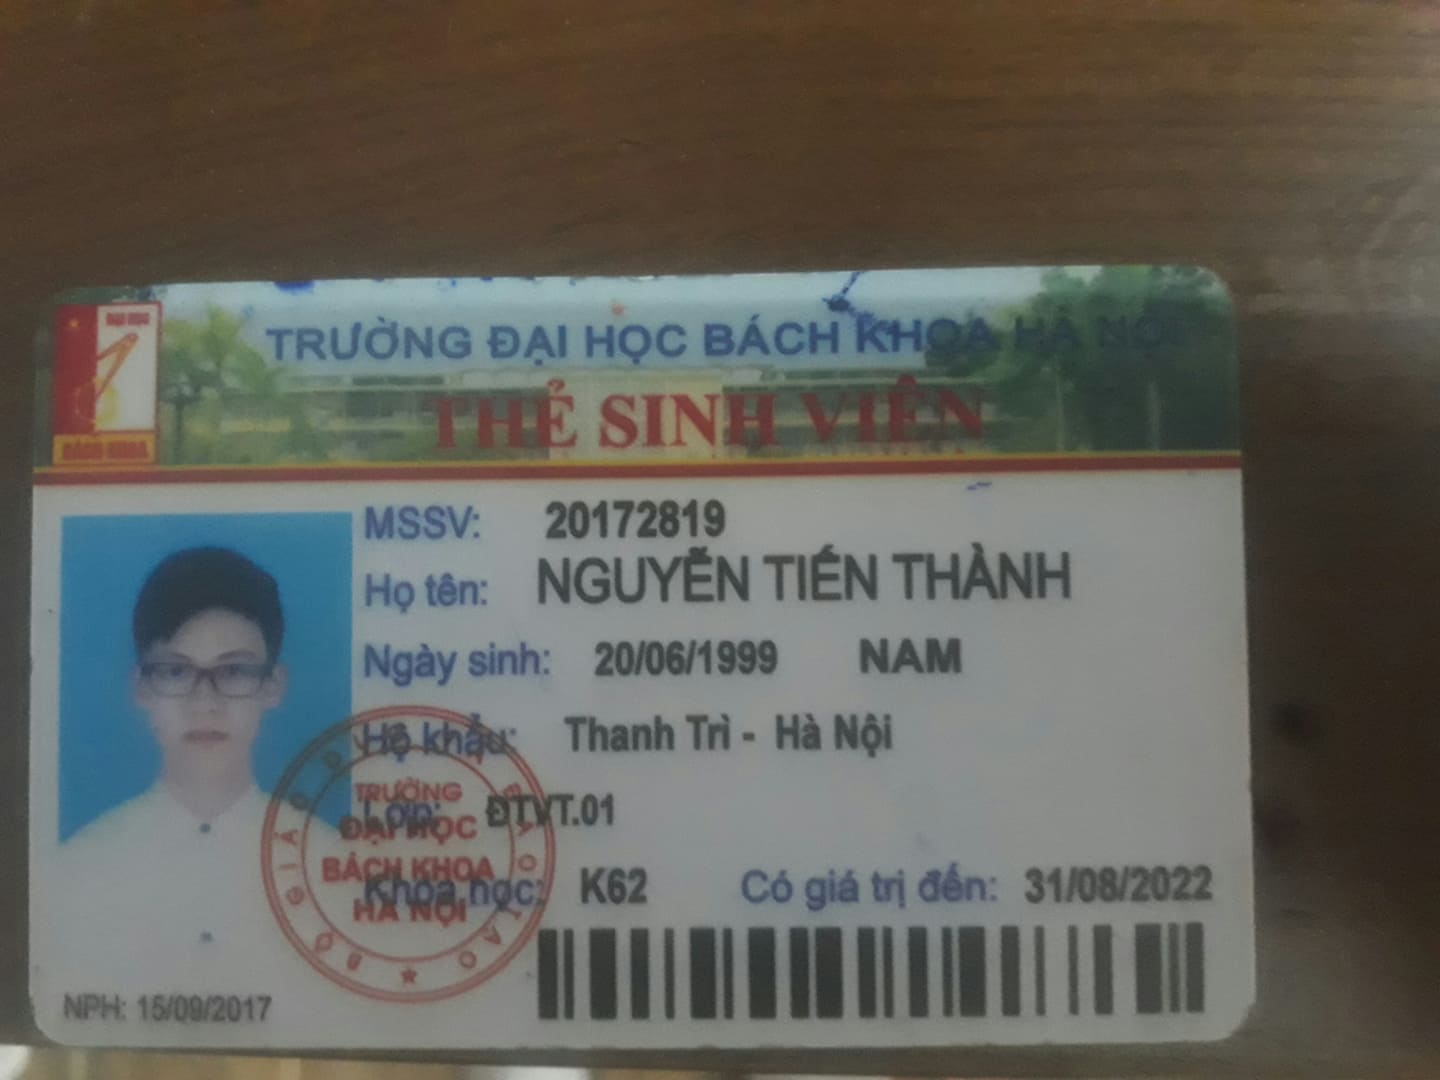 ĐẠI HỌC
BÁCH KHOA
TRƯỜNG ĐẠI HỌC BÁCH KHOA HÀ NỘI
THẺ SINH VIÊN
MSSV: 20172819
Họ tên: NGUYỄN TIẾN THÀNH
Ngày sinh: 20/06/1999 NAM
Hộ khẩu: Thanh Trì - Hà Nội
Lớp: ĐTVT.01
Khóa học: K62 Có giá trị đến: 31/08/2022
BỘ GIÁO DỤC VÀ ĐÀO TẠO
TRƯỜNG
ĐẠI HỌC
BÁCH KHOA
HÀ NỘI
NPH: 15/09/2017